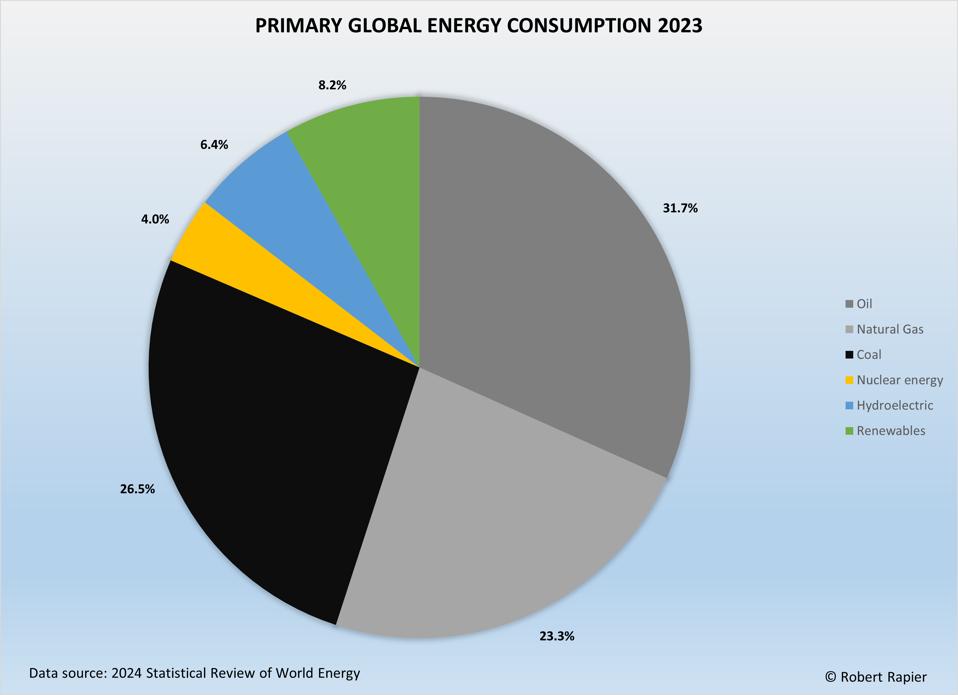 PRIMARY GLOBAL ENERGY CONSUMPTION 2023
8.2%
6.4%
4.0%
31.7%
26.5%
23.3%
Oil
Natural Gas
Coal
Nuclear energy
Hydroelectric
Renewables
Data source: 2024 Statistical Review of World Energy
© Robert Rapier